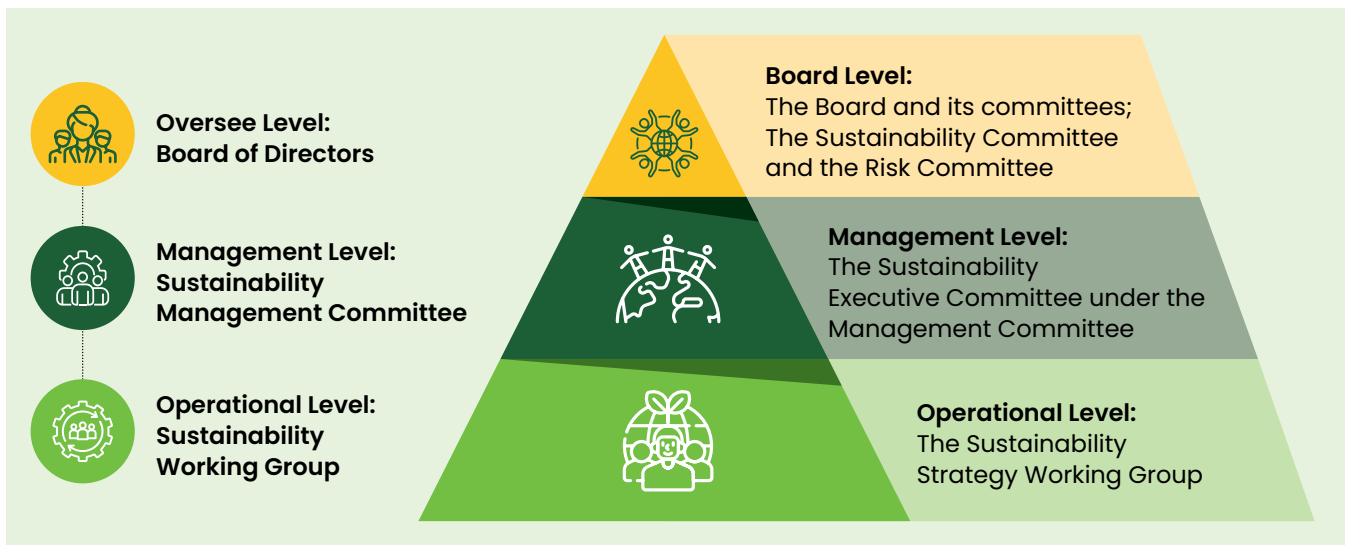 Oversee Level:
Board of Directors
Management Level:
Sustainability
Management Committee
Operational Level:
Sustainability
Working Group
Board Level:
The Board and its committees;
The Sustainability Committee
and the Risk Committee
Management Level:
The Sustainability
Executive Committee under the
Management Committee
Operational Level:
The Sustainability
Strategy Working Group